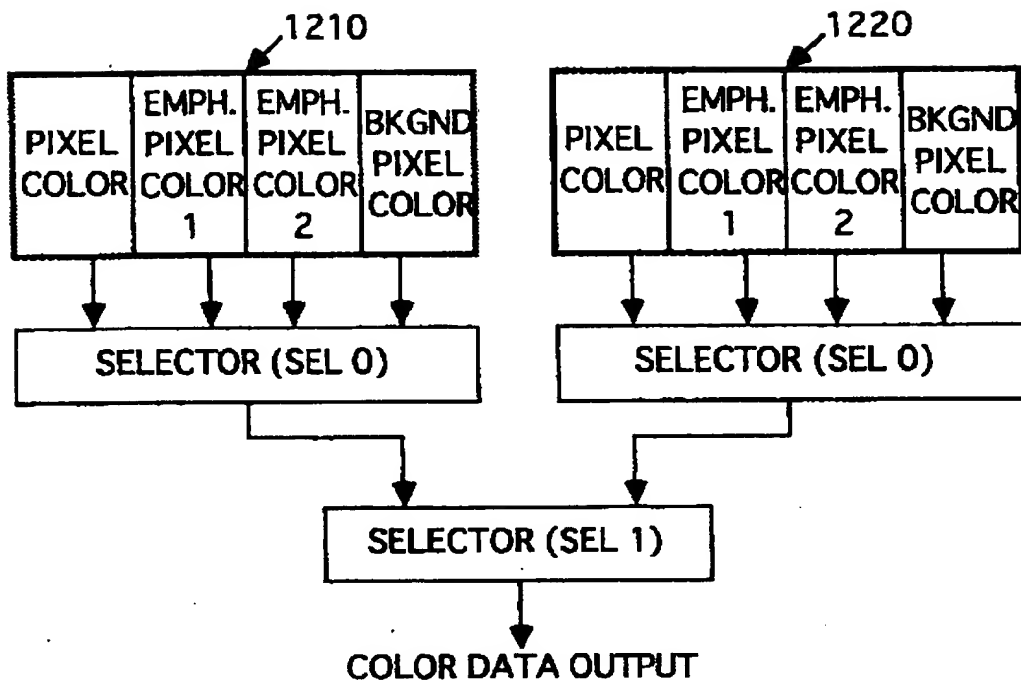 1210
PIXEL
COLOR
EMPH.
PIXEL
COLOR
1
EMPH.
PIXEL
COLOR
2
BKGND
PIXEL
COLOR
SELECTOR (SEL 0)
1220
PIXEL
COLOR
EMPH.
PIXEL
COLOR
1
EMPH.
PIXEL
COLOR
2
BKGND
PIXEL
COLOR
SELECTOR (SEL 0)
SELECTOR (SEL 1)
COLOR DATA OUTPUT